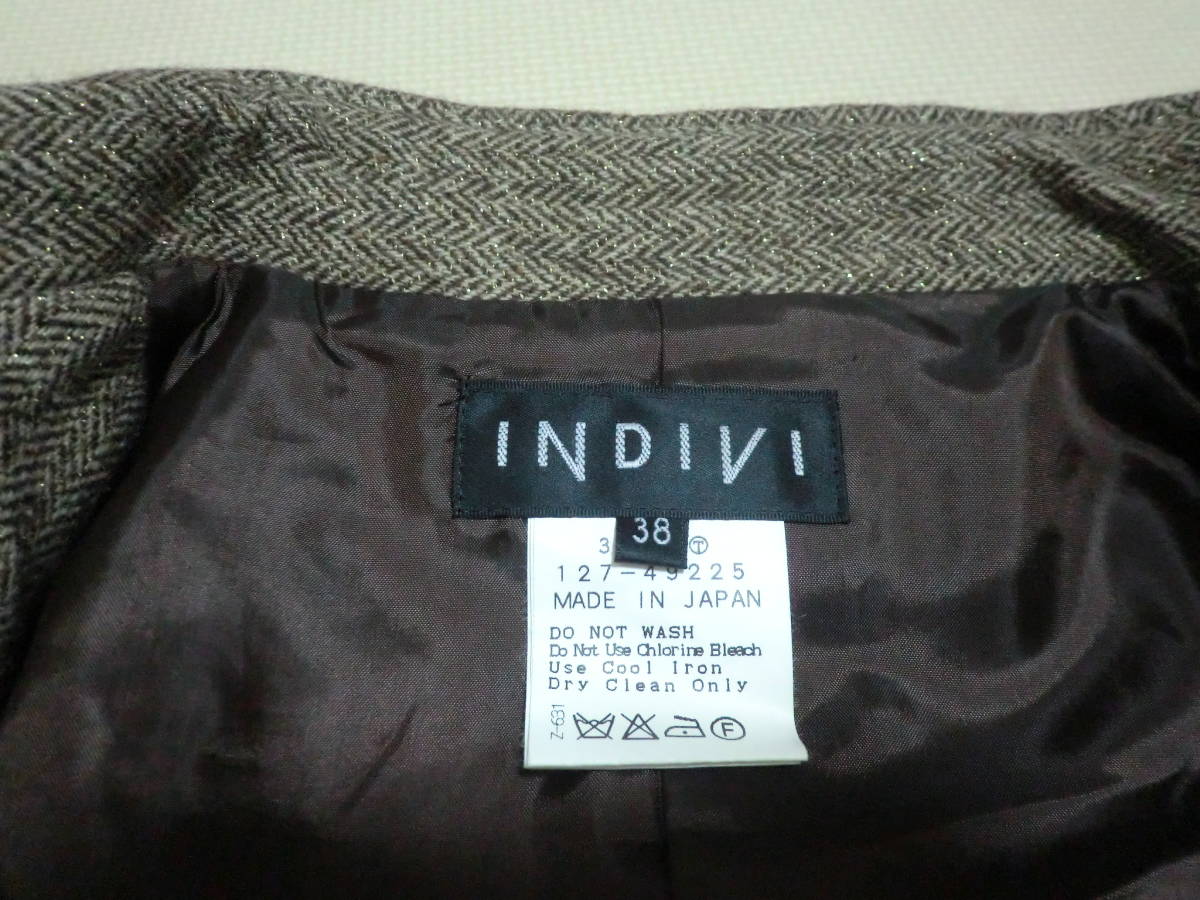 INDIVI
38
3 Ⓣ
127-49225
MADE IN JAPAN
DO NOT WASH
Do Not Use Chlorine Bleach
Use Cool Iron
Dry Clean Only
Z-631
Ⓕ